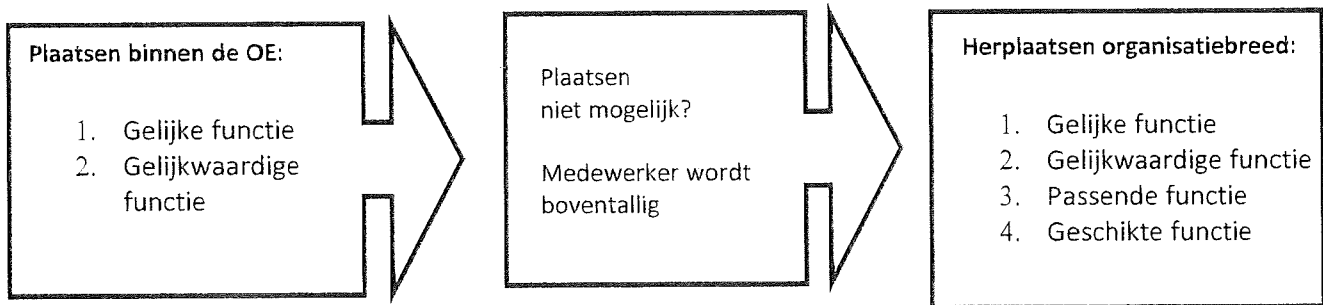 Plaatsen binnen de OE:
1. Gelijke functie
2. Gelijkwaardige
functie
Plaatsen
niet mogelijk?
Medewerker wordt
boventallig
Herplaatsen organisatiebreed:
1. Gelijke functie
2. Gelijkwaardige functie
3. Passende functie
4. Geschikte functie